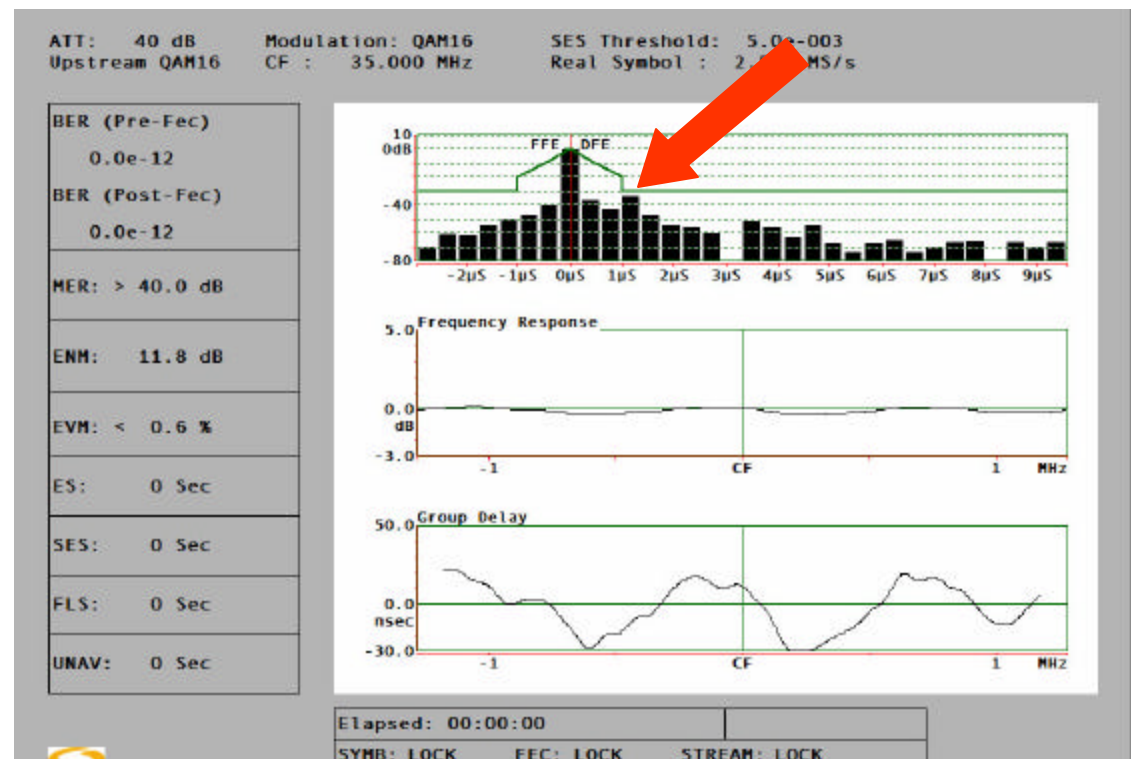 ATT: 40 dB Modulation: QAM16 SES Threshold: 5.0e-003
Upstream QAM16 CF : 35.000 MHz Real Symbol : MS/s
BER (Pre-Fec)
0.0e-12
BER (Post-Fec)
0.0e-12
MER: > 40.0 dB
ENM: 11.8 dB
EVM: < 0.6 %
ES: 0 Sec
SES: 0 Sec
FLS: 0 Sec
UNAV: 0 Sec
10
0dB
-40
-80
FFE DFE
-2µS -1µS 0µS 1µS 2µS 3µS 4µS 5µS 6µS 7µS 8µS 9µS
Frequency Response
5.0
0.0
dB
-3.0
-1 CF 1 MHz
Group Delay
50.0
0.0
nsec
-30.0
-1 CF 1 MHz
Elapsed: 00:00:00
SYMB: LOCK FEC: LOCK STREAM: LOCK